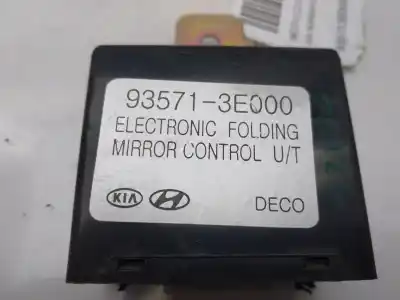 93571-3E000
ELECTRONIC FOLDING
MIRROR CONTROL U/T
KIA DECO